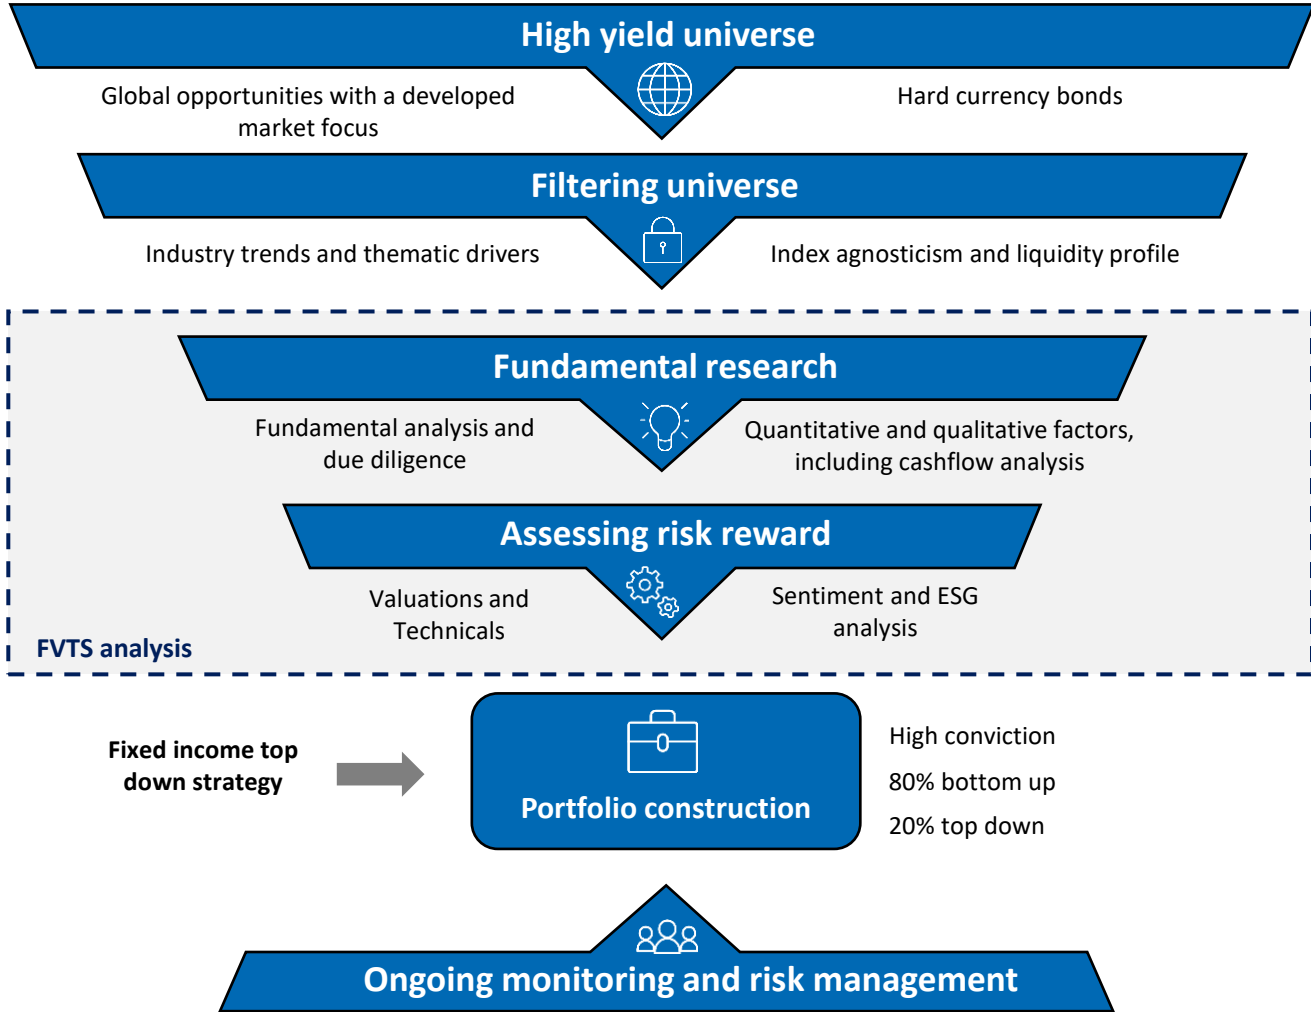 High yield universe
Global opportunities with a developed
market focus
Hard currency bonds
Filtering universe
Industry trends and thematic drivers
Index agnosticism and liquidity profile
Fundamental research
Fundamental analysis and
due diligence
Quantitative and qualitative factors,
including cashflow analysis
Assessing risk reward
Valuations and
Technicals
Sentiment and ESG
analysis
FVTS analysis
Fixed income top
down strategy
Portfolio construction
High conviction
80% bottom up
20% top down
Ongoing monitoring and risk management